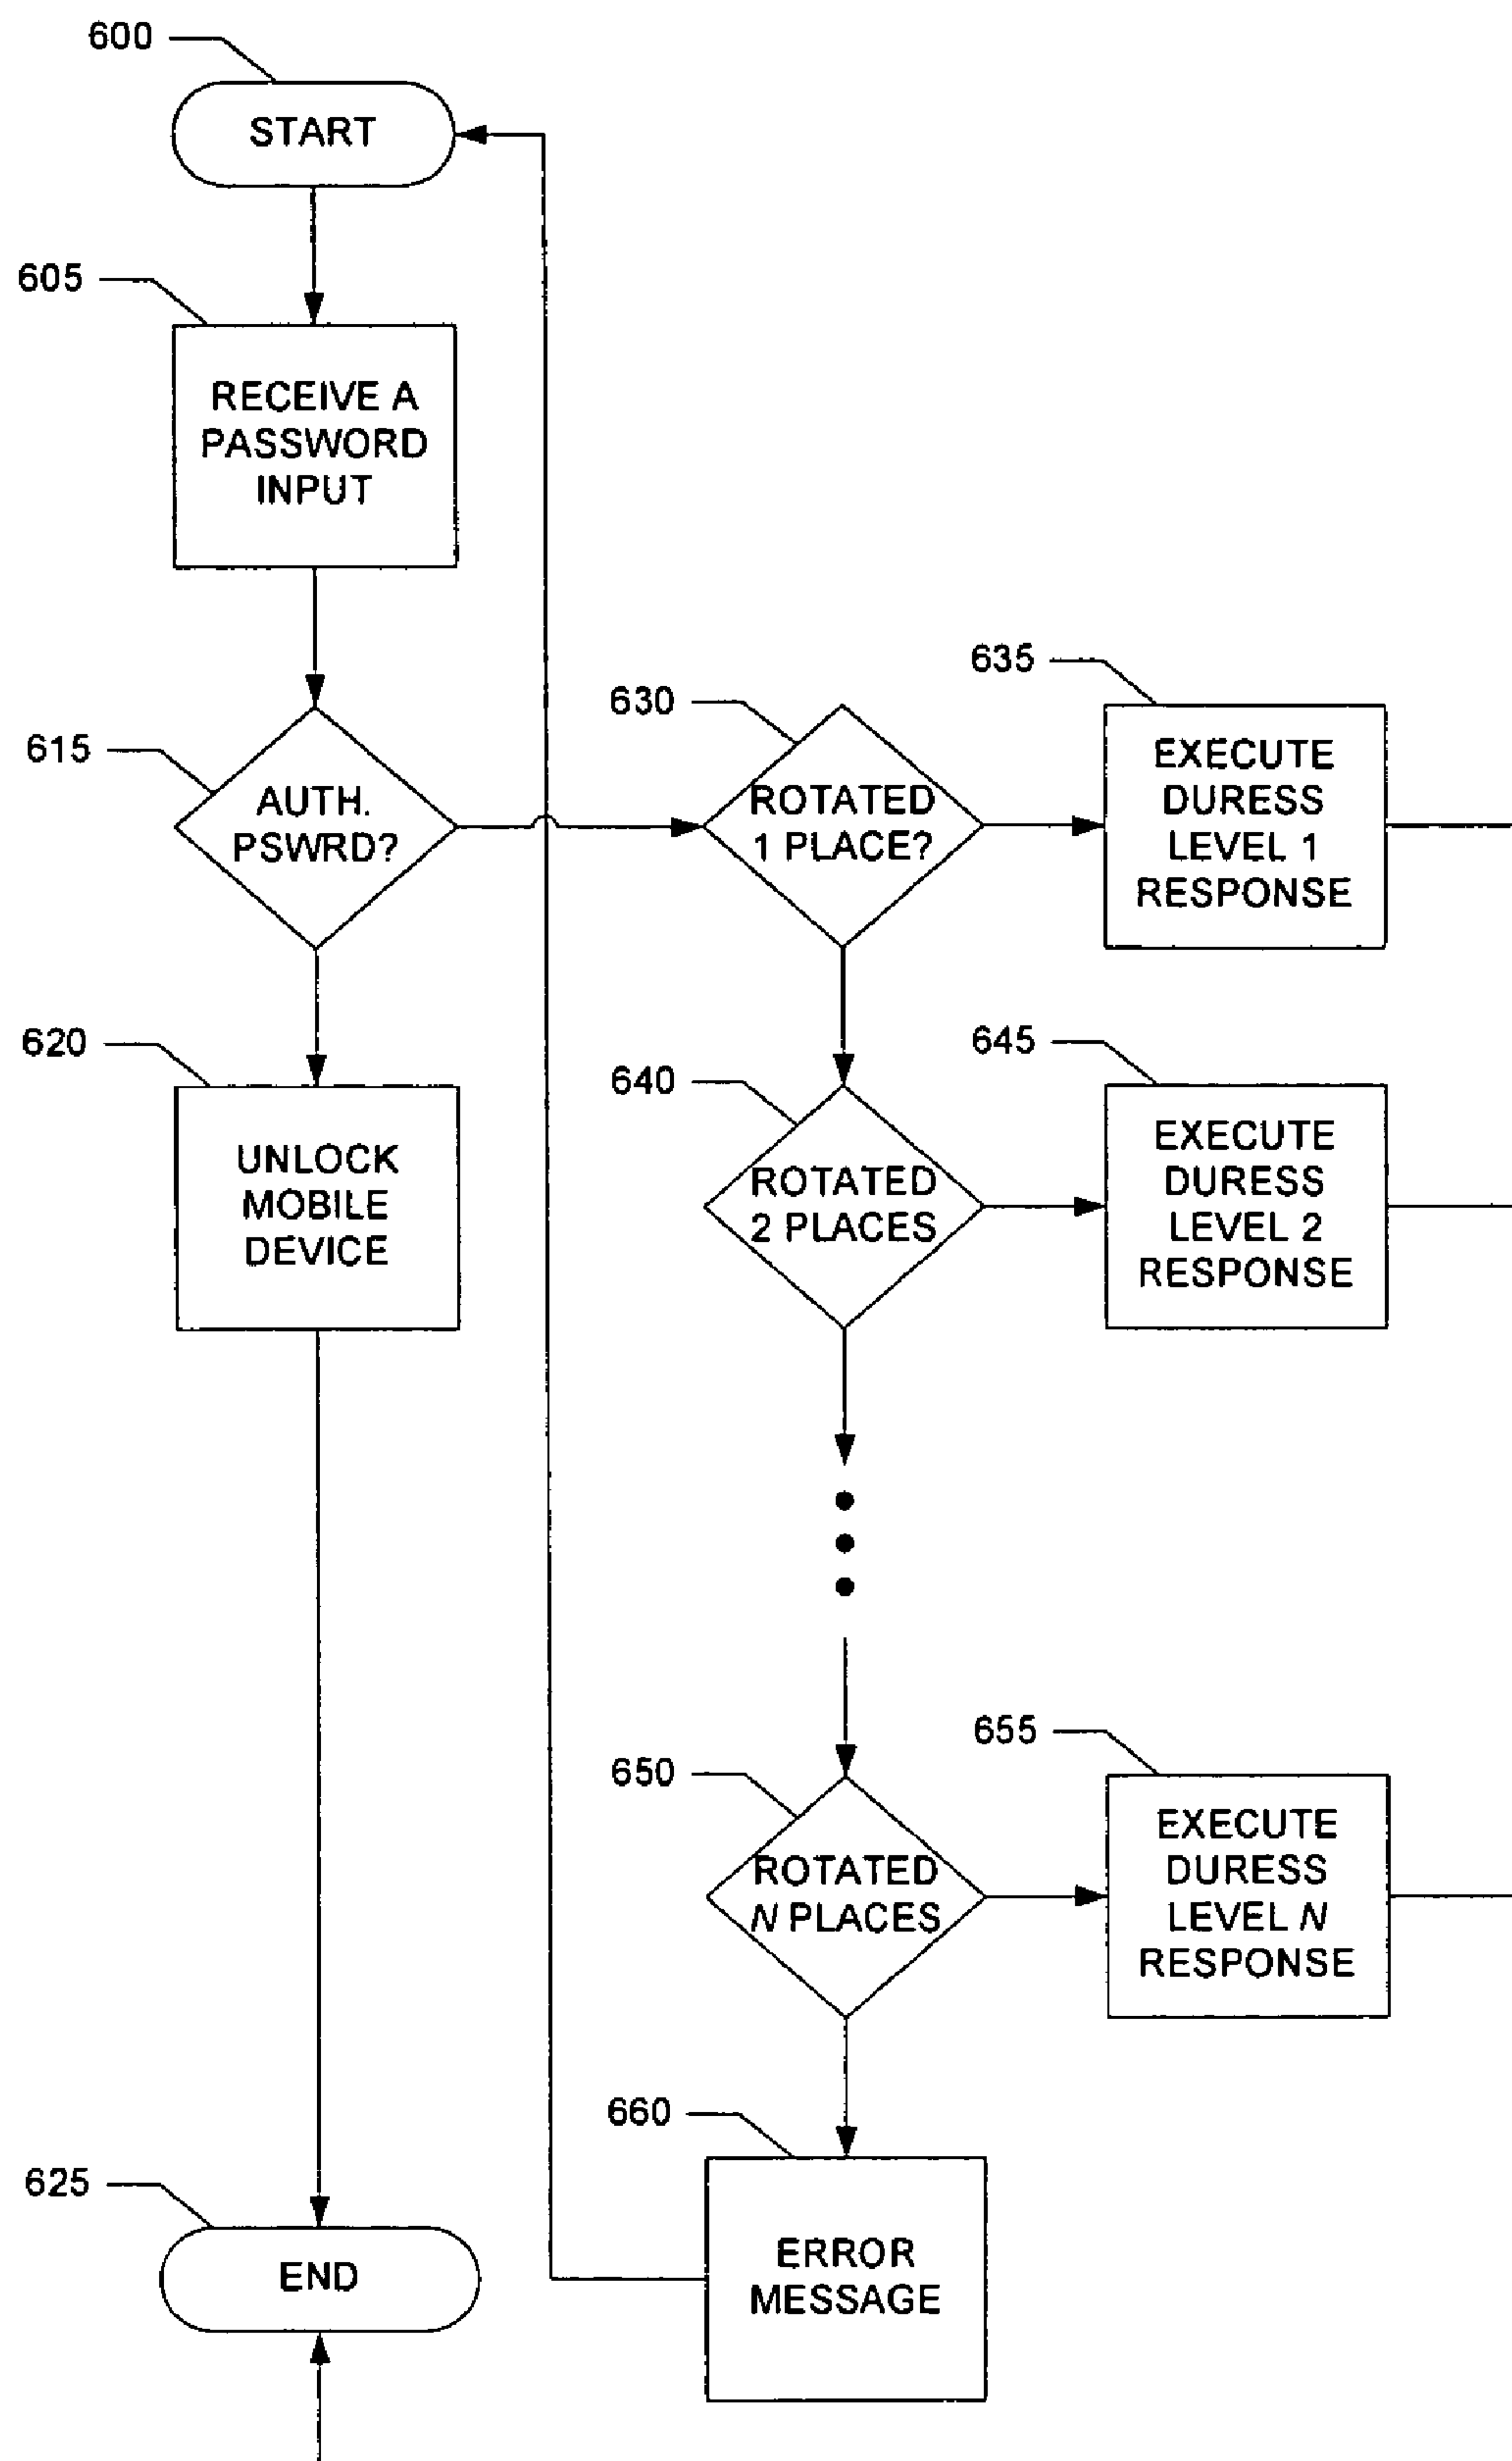 600
START
605
RECEIVE A
PASSWORD
INPUT
615
AUTH.
PSWRD?
630
ROTATED
1 PLACE?
635
EXECUTE
DURESS
LEVEL 1
RESPONSE
620
UNLOCK
MOBILE
DEVICE
640
ROTATED
2 PLACES
645
EXECUTE
DURESS
LEVEL 2
RESPONSE
650
ROTATED
N PLACES
655
EXECUTE
DURESS
LEVEL N
RESPONSE
660
ERROR
MESSAGE
625
END